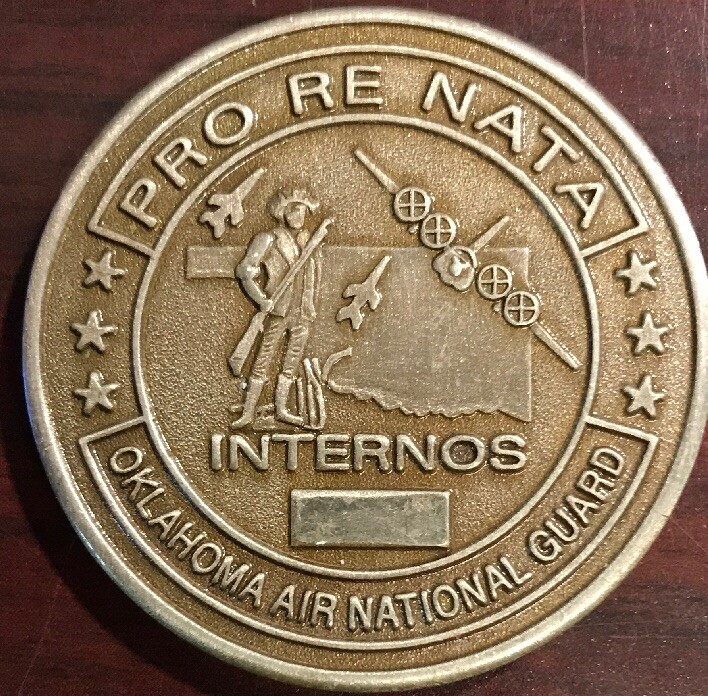 PRO RE NATA
INTERNOS
OKLAHOMA AIR NATIONAL GUARD